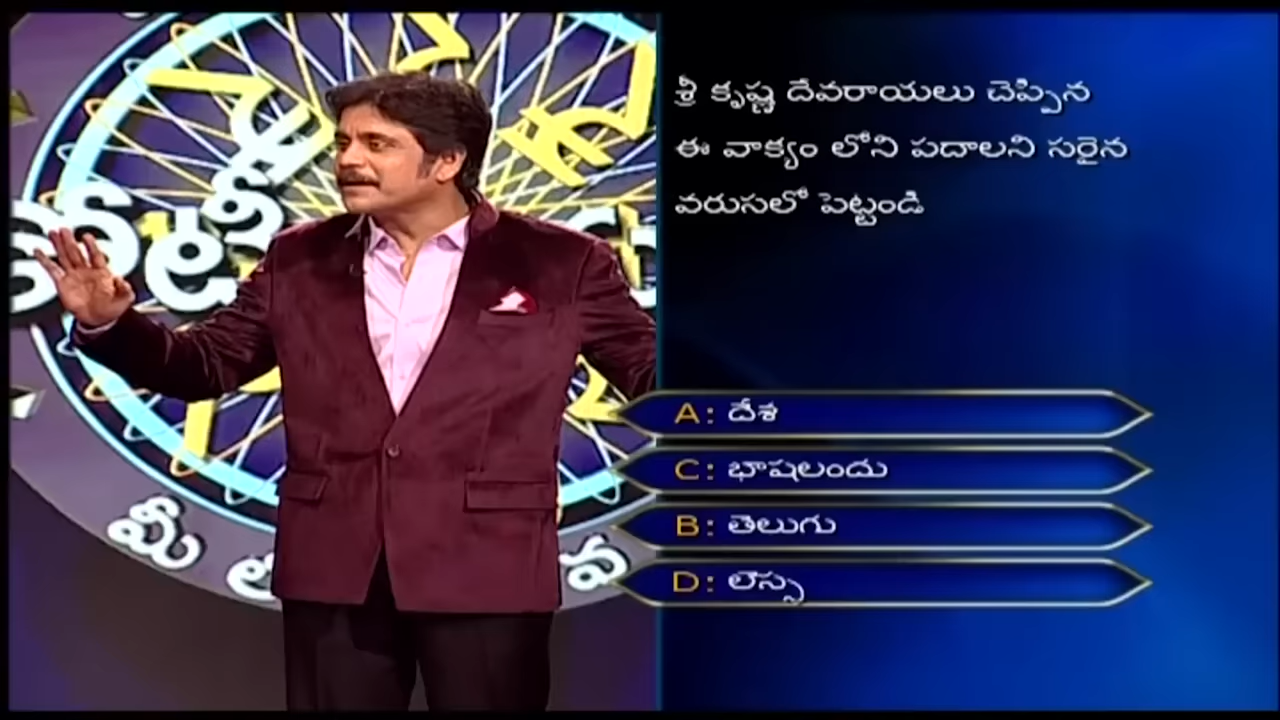 శ్రీ కృష్ణ దేవరాయలు చెప్పిన
ఈ వాక్యం లోని పదాలని సరైన
వరుసలో పెట్టండి
A: దేశ
C: భాషలందు
B: తెలుగు
D: లెస్స
మీ